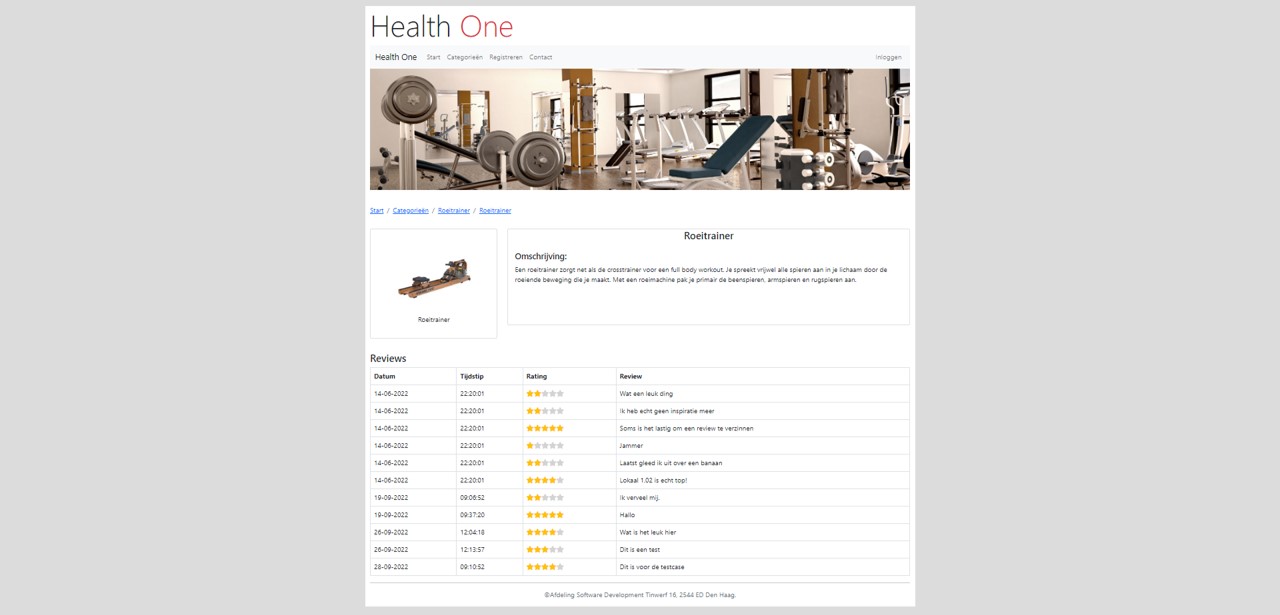 Health One
Health One Start Categorieën Registreren Contact Inloggen
Start / Categorieën / Roeitrainer / Roeitrainer
Roeitrainer
Roeitrainer
Omschrijving:
Een roeitrainer zorgt net als de crosstrainer voor een full body workout. Je spreekt vrijwel alle spieren aan in je lichaam door de
roeiende beweging die je maakt. Met een roeimachine pak je primair de beenspieren, armspieren en rugspieren aan.
Reviews
Datum Tijdstip Rating Review
14-06-2022 22:20:01 Wat een leuk ding
14-06-2022 22:20:01 Ik heb echt geen inspiratie meer
14-06-2022 22:20:01 Soms is het lastig om een review te verzinnen
14-06-2022 22:20:01 Jammer
14-06-2022 22:20:01 Laatst gleed ik uit over een banaan
14-06-2022 22:20:01 Lokaal 1.02 is echt top!
19-09-2022 09:06:52 Ik verveel mij.
19-09-2022 09:37:20 Hallo
26-09-2022 12:04:18 Wat is het leuk hier
26-09-2022 12:13:57 Dit is een test
28-09-2022 09:10:52 Dit is voor de testcase
©Afdeling Software Development Tinwerf 16, 2544 ED Den Haag.